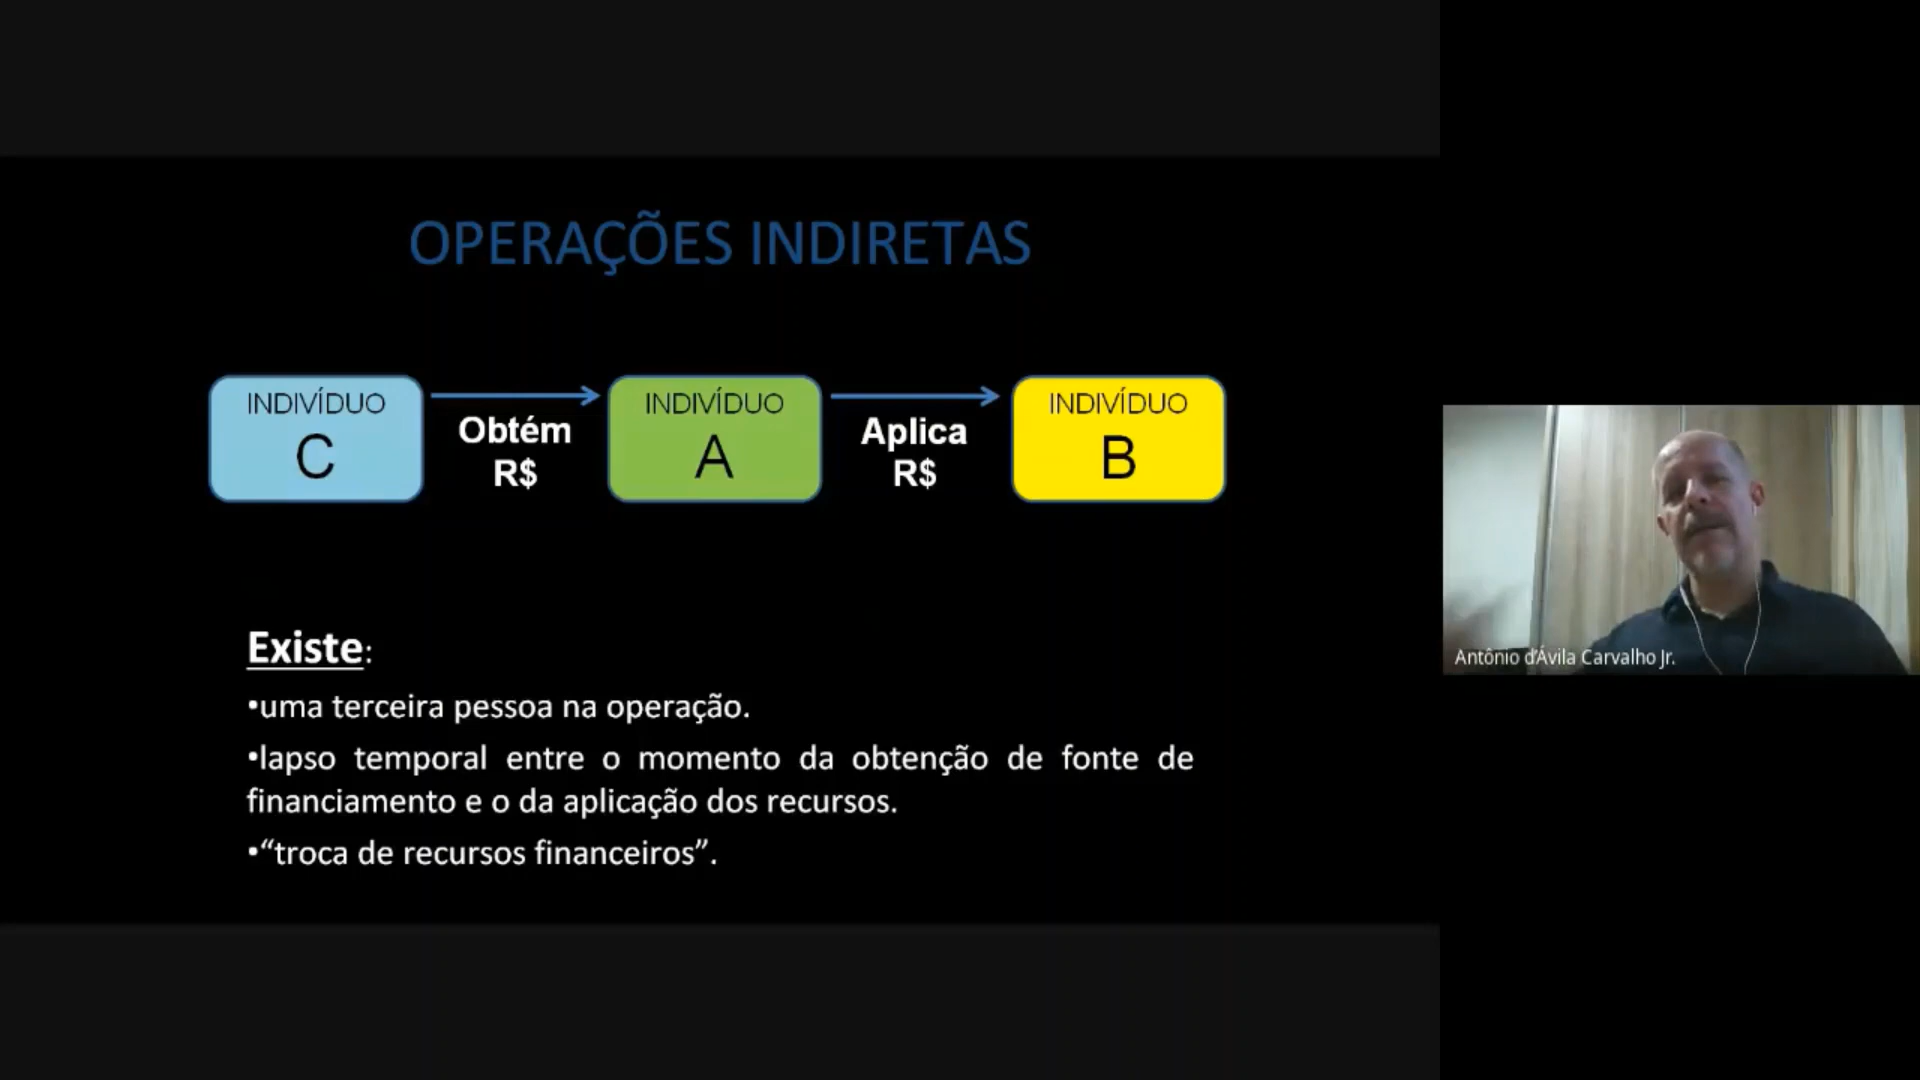 OPERAÇÕES INDIRETAS
INDIVÍDUO
C
Obtém
R$
INDIVÍDUO
A
Aplica
R$
INDIVÍDUO
B
Existe:
•uma terceira pessoa na operação.
•lapso temporal entre o momento da obtenção de fonte de
financiamento e o da aplicação dos recursos.
•“troca de recursos financeiros”.
Antônio d'Ávila Carvalho Jr.